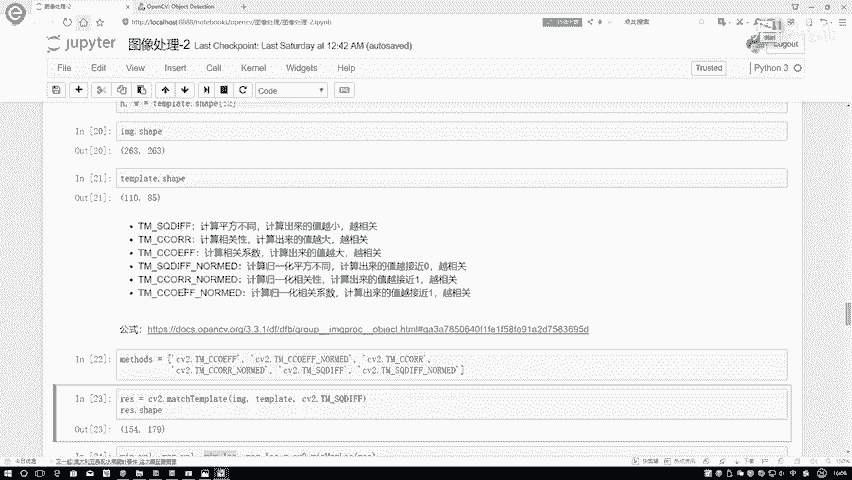 图像处理-2
OpenCV: Object Detection
http://localhost:8888/notebooks/opencv/图像处理/图像处理-2.ipynb
点此搜索
jupyter 图像处理-2 Last Checkpoint: Last Saturday at 12:42 AM (autosaved)
Logout
File Edit View Insert Cell Kernel Widgets Help
Trusted
Python 3
Code
h, w = template.shape[:2]
In [20]: img.shape
Out[20]: (263, 263)
In [21]: template.shape
Out[21]: (110, 85)
TM_SQDIFF：计算平方不同，计算出来的值越小，越相关
TM_CCORR：计算相关性，计算出来的值越大，越相关
TM_CCOEFF：计算相关系数，计算出来的值越大，越相关
TM_SQDIFF_NORMED：计算归一化平方不同，计算出来的值越接近0，越相关
TM_CCORR_NORMED：计算归一化相关性，计算出来的值越接近1，越相关
TM_CCOEFF_NORMED：计算归一化相关系数，计算出来的值越接近1，越相关
公式：https://docs.opencv.org/3.3.1/df/dfb/group__imgproc__object.html#ga3a7850640f1fe1f58fe91a2d7583695d
In [22]: methods = ['cv2.TM_CCOEFF', 'cv2.TM_CCOEFF_NORMED', 'cv2.TM_CCORR',
'cv2.TM_CCORR_NORMED', 'cv2.TM_SQDIFF', 'cv2.TM_SQDIFF_NORMED']
In [23]: res = cv2.matchTemplate(img, template, cv2.TM_SQDIFF)
res.shape
Out[23]: (154, 179)